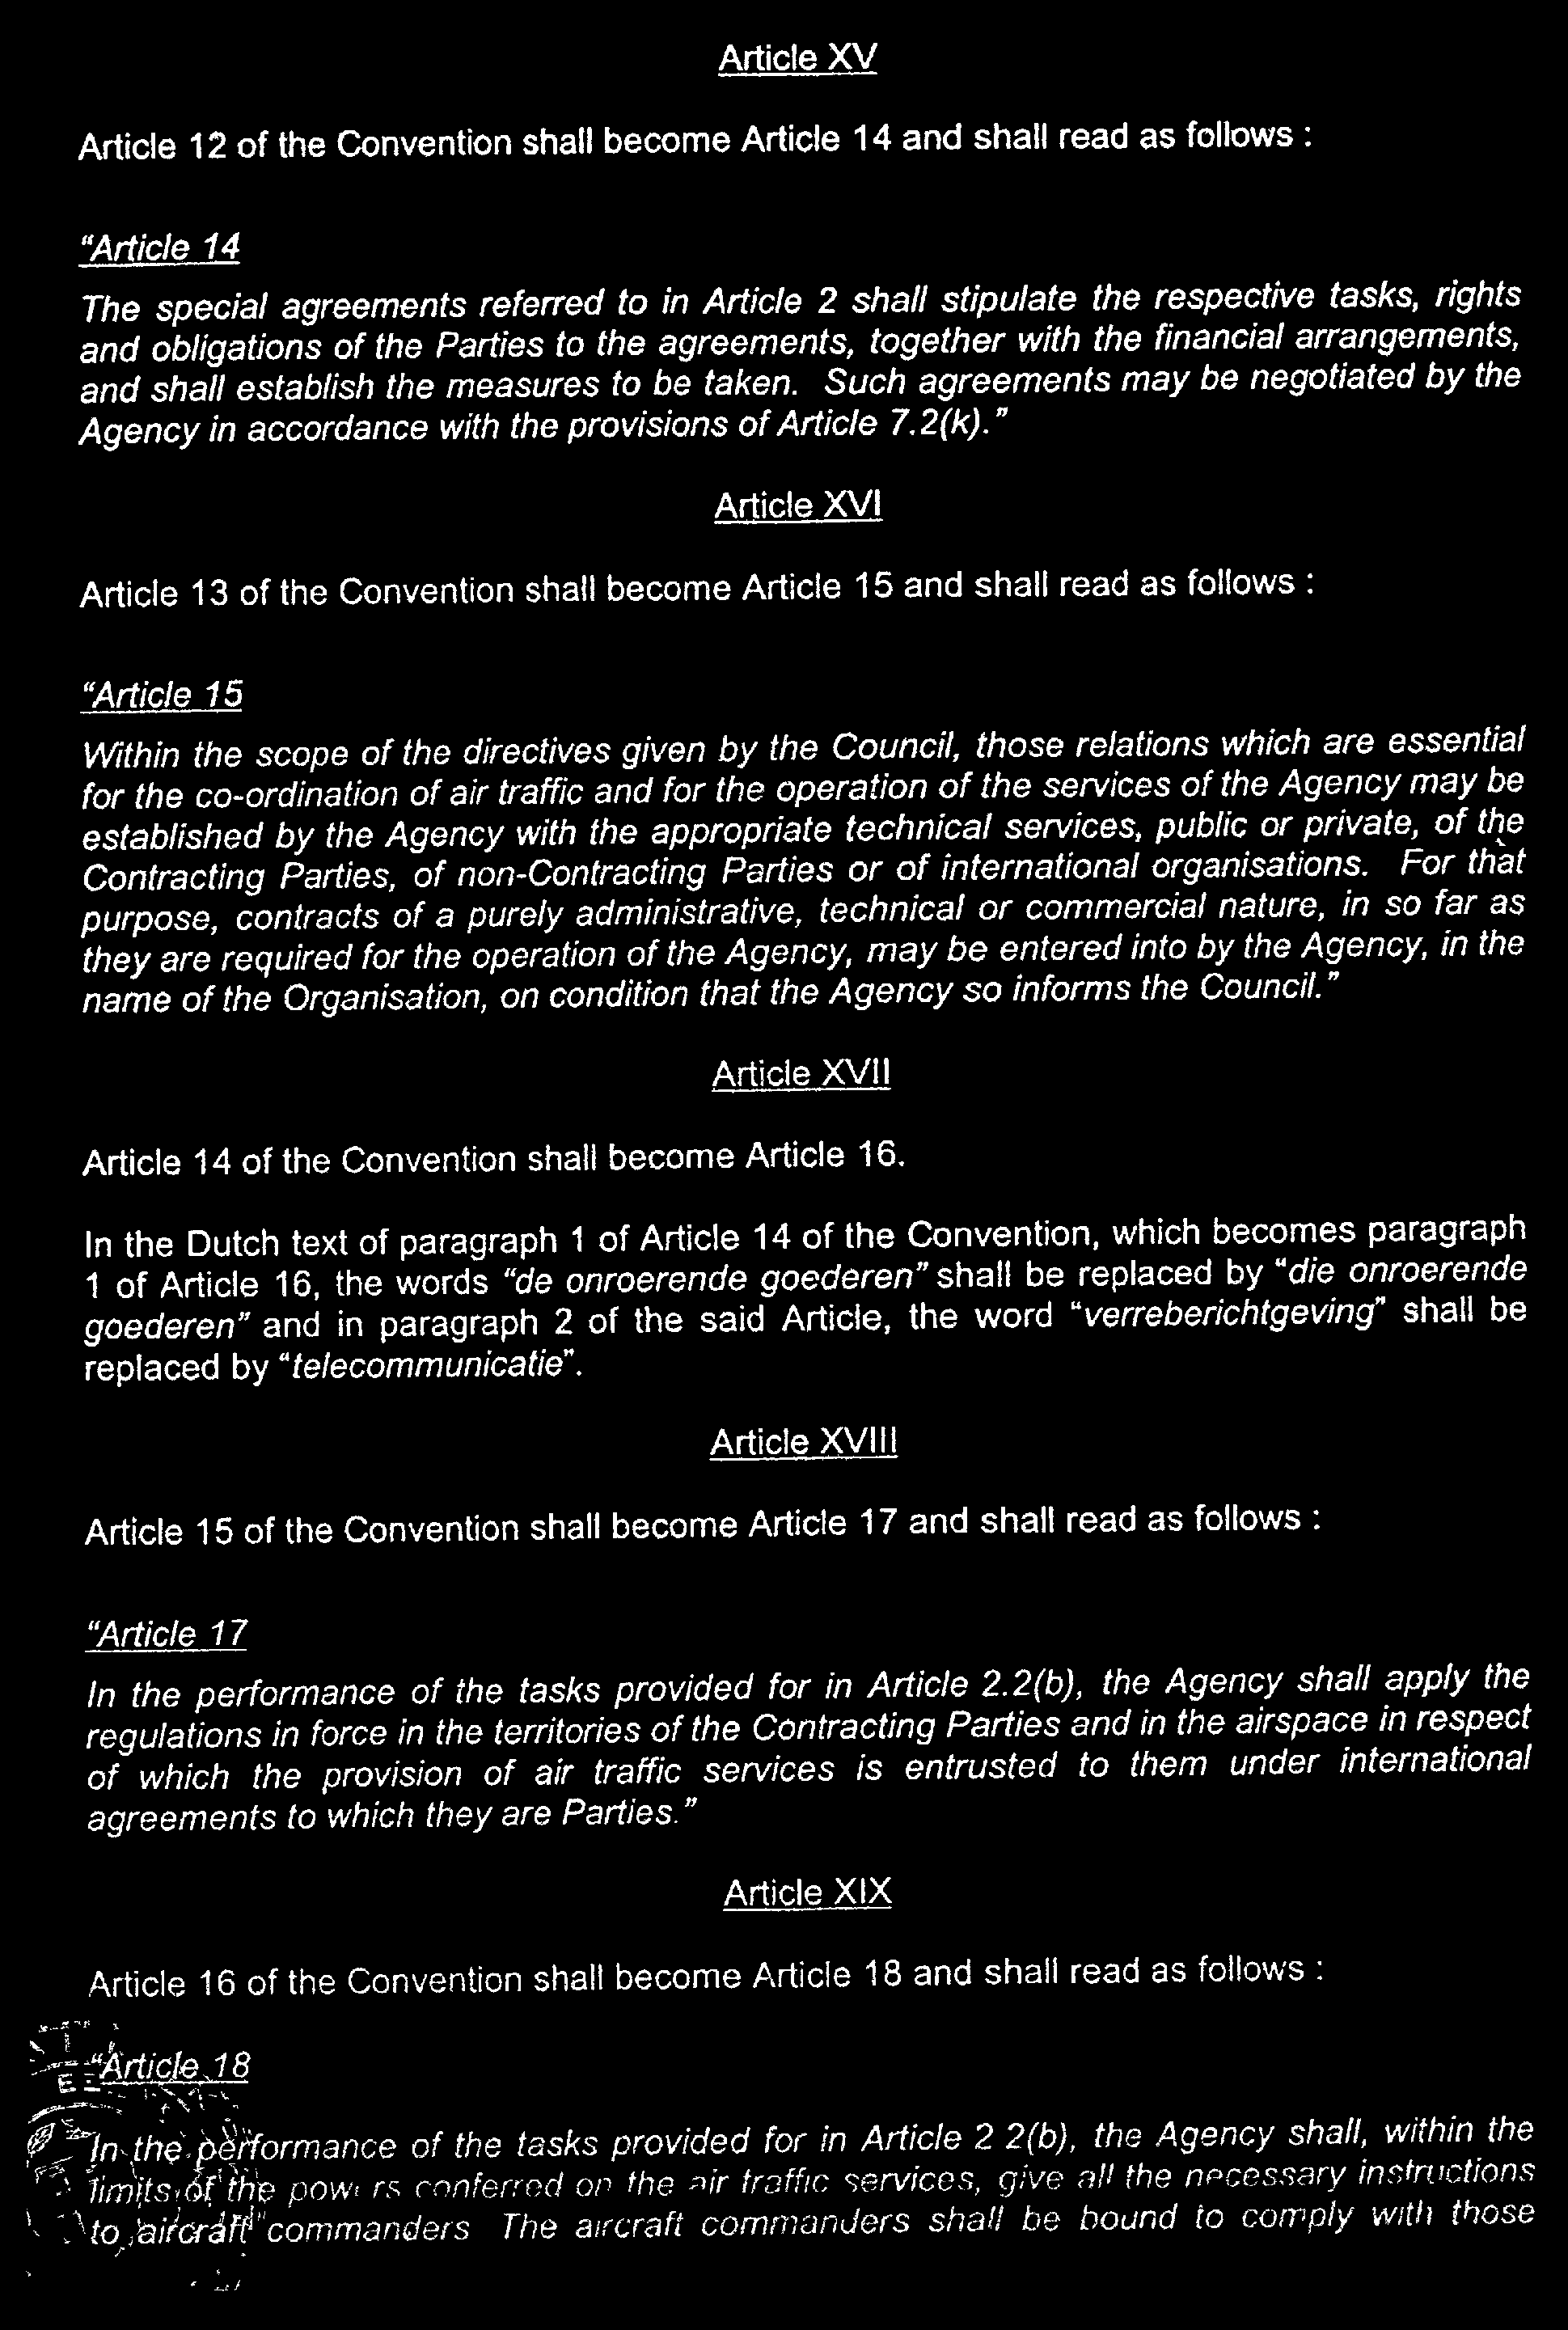 Article XV
Article 12 of the Convention shall become Article 14 and shall read as follows :
“Article 14
The special agreements referred to in Article 2 shall stipulate the respective tasks, rights
and obligations of the Parties to the agreements, together with the financial arrangements,
and shall establish the measures to be taken. Such agreements may be negotiated by the
Agency in accordance with the provisions of Article 7.2(k).”
Article XVI
Article 13 of the Convention shall become Article 15 and shall read as follows :
“Article 15
Within the scope of the directives given by the Council, those relations which are essential
for the co-ordination of air traffic and for the operation of the services of the Agency may be
established by the Agency with the appropriate technical services, public or private, of the
Contracting Parties, of non-Contracting Parties or of international organisations. For that
purpose, contracts of a purely administrative, technical or commercial nature, in so far as
they are required for the operation of the Agency, may be entered into by the Agency, in the
name of the Organisation, on condition that the Agency so informs the Council.”
Article XVII
Article 14 of the Convention shall become Article 16.
In the Dutch text of paragraph 1 of Article 14 of the Convention, which becomes paragraph
1 of Article 16, the words “de onroerende goederen” shall be replaced by “die onroerende
goederen” and in paragraph 2 of the said Article, the word “verreberichtgeving” shall be
replaced by “telecommunicatie”.
Article XVIII
Article 15 of the Convention shall become Article 17 and shall read as follows :
“Article 17
In the performance of the tasks provided for in Article 2.2(b), the Agency shall apply the
regulations in force in the territories of the Contracting Parties and in the airspace in respect
of which the provision of air traffic services is entrusted to them under international
agreements to which they are Parties.”
Article XIX
Article 16 of the Convention shall become Article 18 and shall read as follows :
“Article 18
In the performance of the tasks provided for in Article 2 2(b), the Agency shall, within the
limits of the powers conferred on the air traffic services, give all the necessary instructions
to aircraft commanders The aircraft commanders shall be bound to comply with those